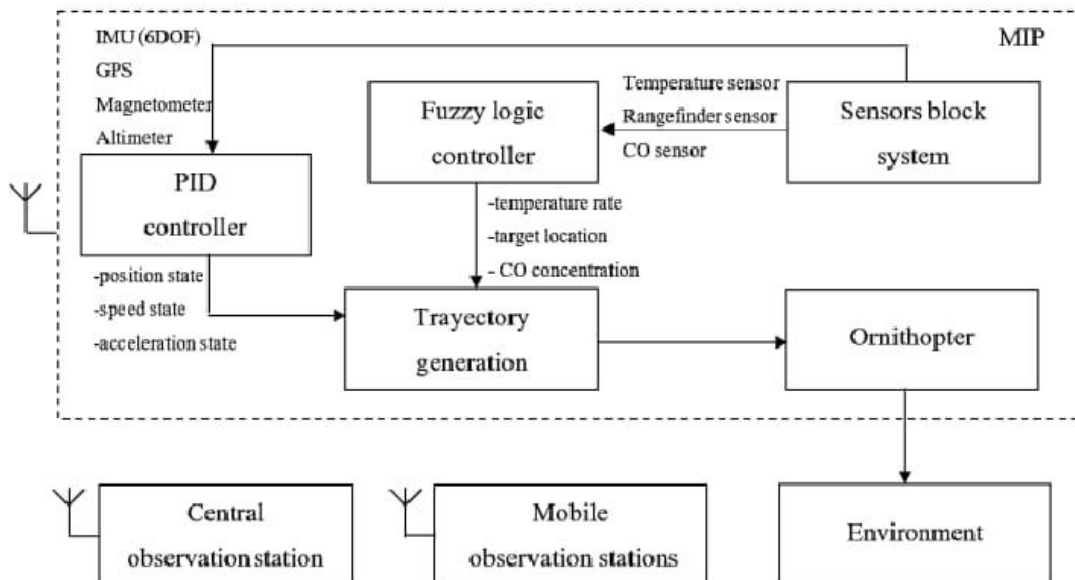 IMU (6DOF)
GPS
Magnetometer
Altimeter
MIP
Temperature sensor
Rangefinder sensor
CO sensor
Fuzzy logic
controller
Sensors block
system
PID
controller
-temperature rate
-target location
- CO concentration
-position state
-speed state
-acceleration state
Trayectory
generation
Ornithopter
Central
observation station
Mobile
observation stations
Environment